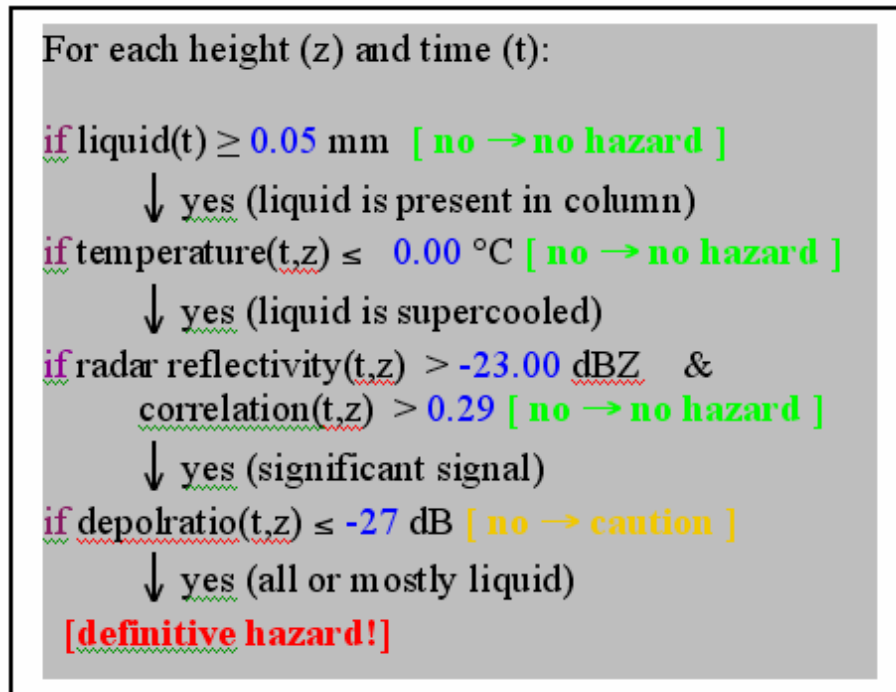 For each height (z) and time (t):
if liquid(t) ≥ 0.05 mm [ no → no hazard ]
↓ yes (liquid is present in column)
if temperature(t,z) ≤ 0.00 °C [ no → no hazard ]
↓ yes (liquid is supercooled)
if radar reflectivity(t,z) > -23.00 dBZ &
correlation(t,z) > 0.29 [ no → no hazard ]
↓ yes (significant signal)
if depolratio(t,z) ≤ -27 dB [ no → caution ]
↓ yes (all or mostly liquid)
[definitive hazard!]